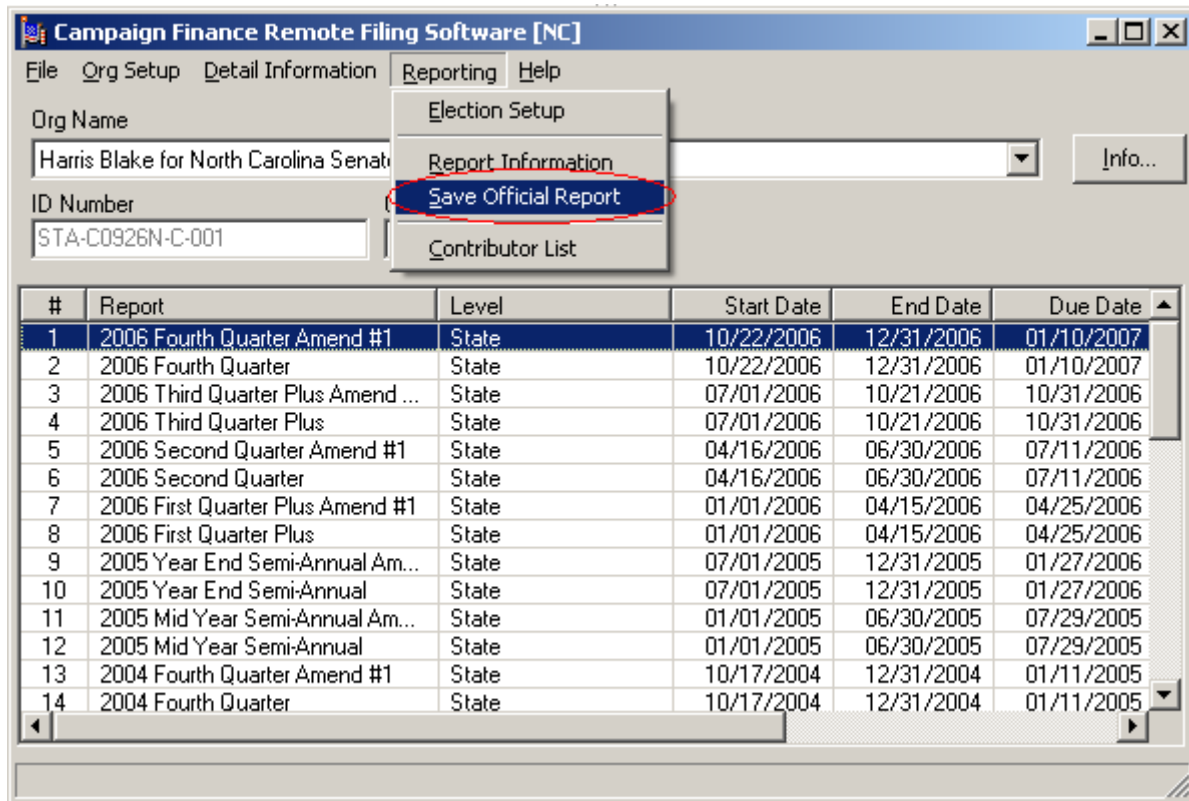 Campaign Finance Remote Filing Software [NC]
File Org Setup Detail Information Reporting Help
Election Setup
Report Information
Save Official Report
Contributor List
Org Name
Harris Blake for North Carolina Senat
Info...
ID Number
STA-C0926N-C-001
# Report Level Start Date End Date Due Date
1 2006 Fourth Quarter Amend #1 State 10/22/2006 12/31/2006 01/10/2007
2 2006 Fourth Quarter State 10/22/2006 12/31/2006 01/10/2007
3 2006 Third Quarter Plus Amend ... State 07/01/2006 10/21/2006 10/31/2006
4 2006 Third Quarter Plus State 07/01/2006 10/21/2006 10/31/2006
5 2006 Second Quarter Amend #1 State 04/16/2006 06/30/2006 07/11/2006
6 2006 Second Quarter State 04/16/2006 06/30/2006 07/11/2006
7 2006 First Quarter Plus Amend #1 State 01/01/2006 04/15/2006 04/25/2006
8 2006 First Quarter Plus State 01/01/2006 04/15/2006 04/25/2006
9 2005 Year End Semi-Annual Am... State 07/01/2005 12/31/2005 01/27/2006
10 2005 Year End Semi-Annual State 07/01/2005 12/31/2005 01/27/2006
11 2005 Mid Year Semi-Annual Am... State 01/01/2005 06/30/2005 07/29/2005
12 2005 Mid Year Semi-Annual State 01/01/2005 06/30/2005 07/29/2005
13 2004 Fourth Quarter Amend #1 State 10/17/2004 12/31/2004 01/11/2005
14 2004 Fourth Quarter State 10/17/2004 12/31/2004 01/11/2005